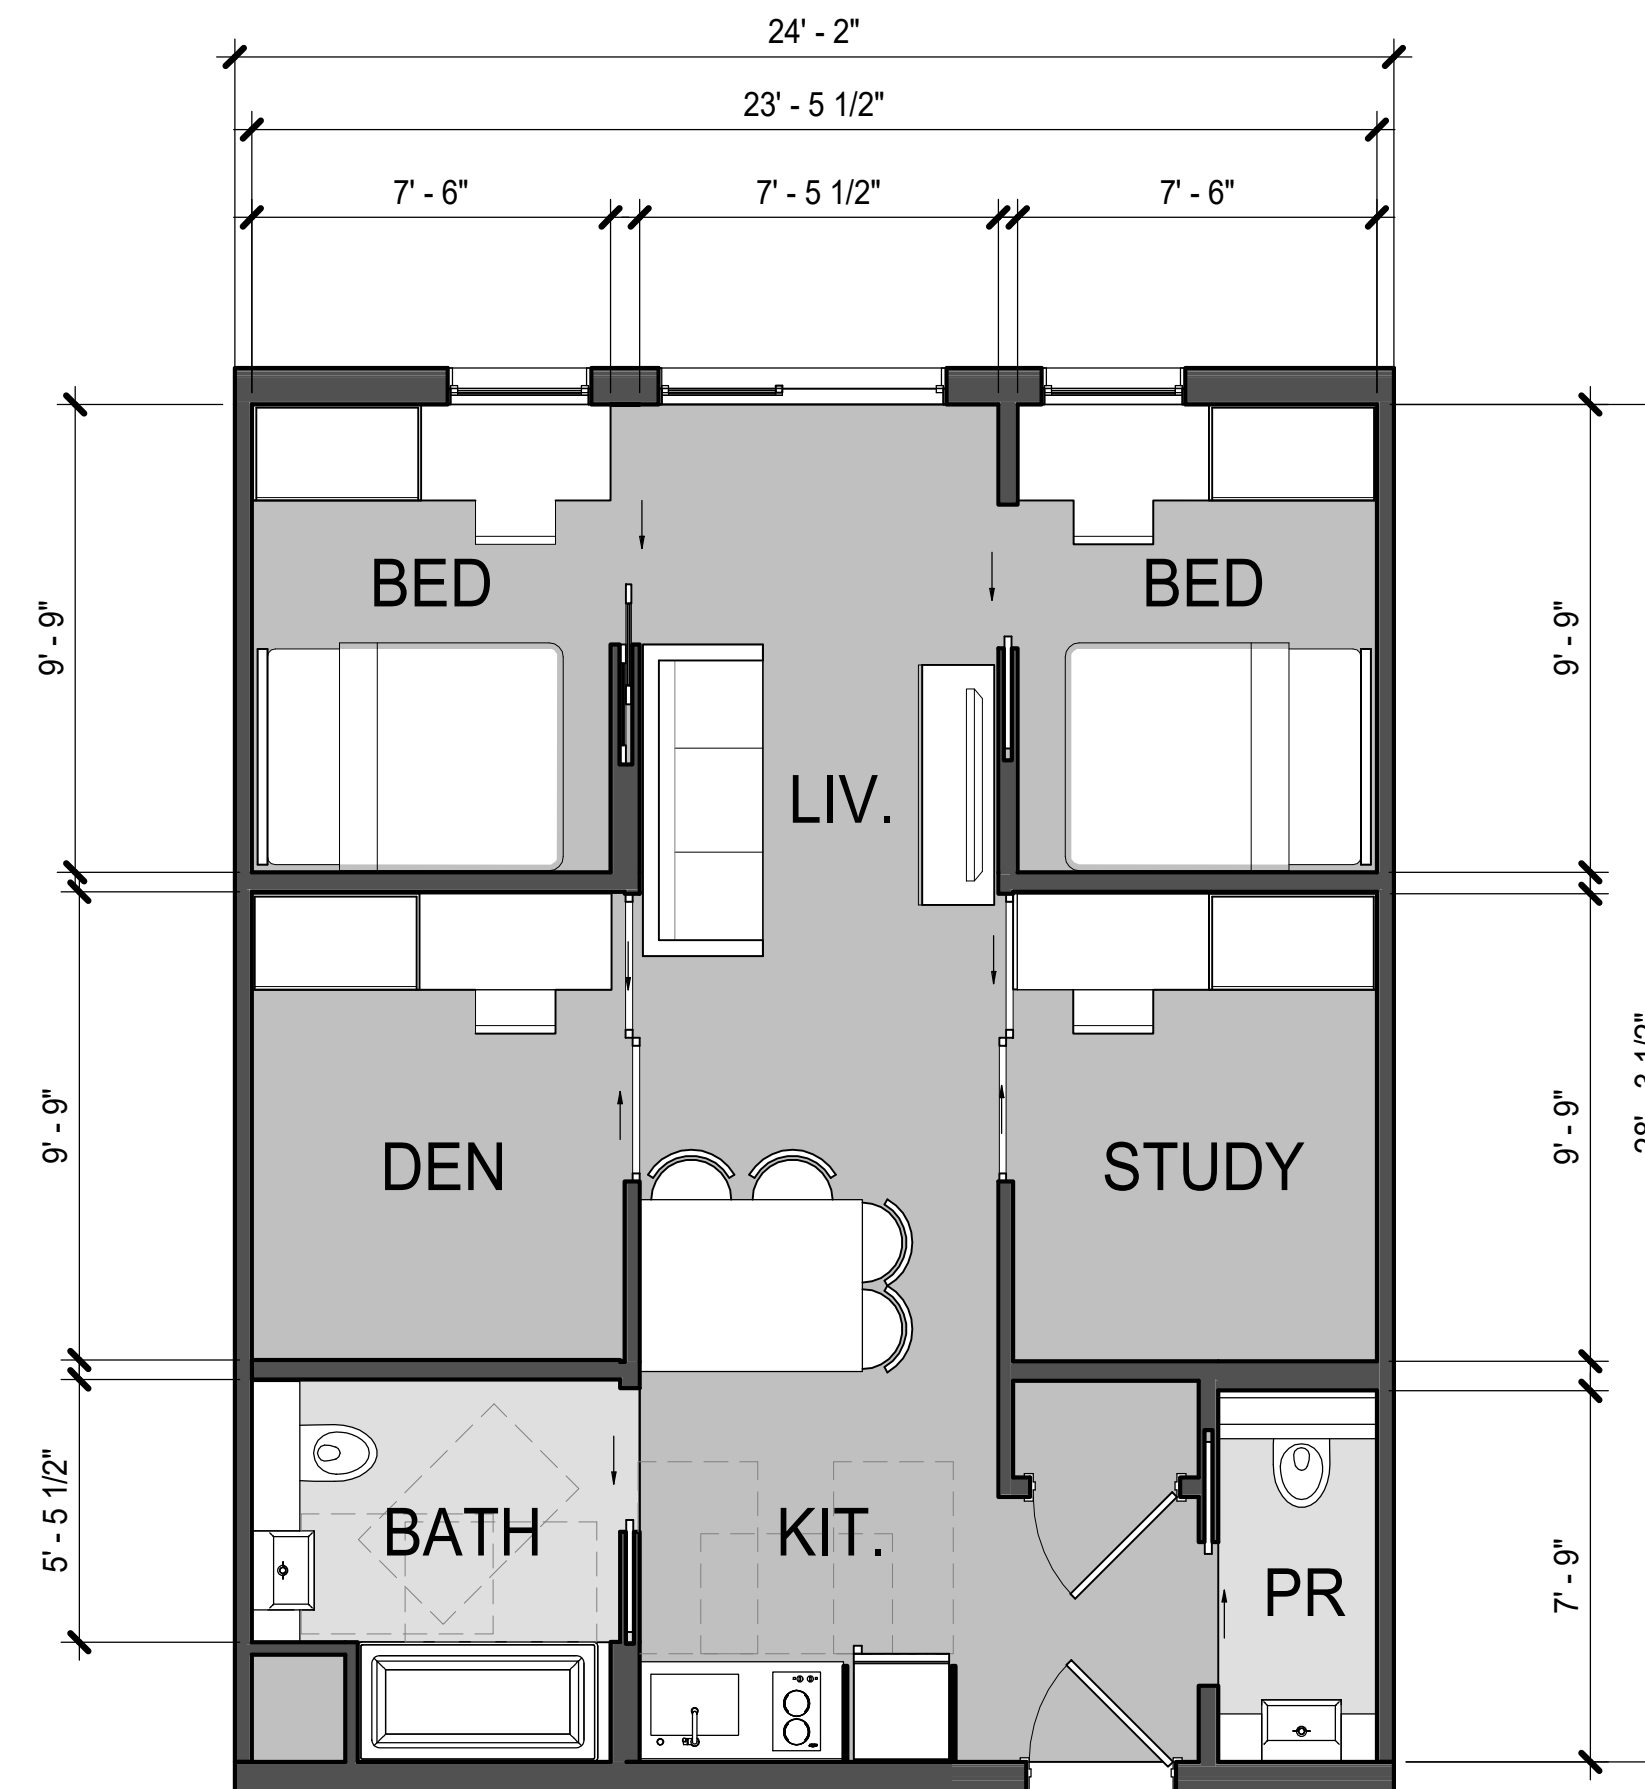 24' - 2"
23' - 5 1/2"
7' - 6"
7' - 5 1/2"
7' - 6"
BED
BED
9' - 9"
9' - 9"
LIV.
DEN
STUDY
9' - 9"
9' - 9"
BATH
KIT.
PR
5' - 5 1/2"
7' - 9"